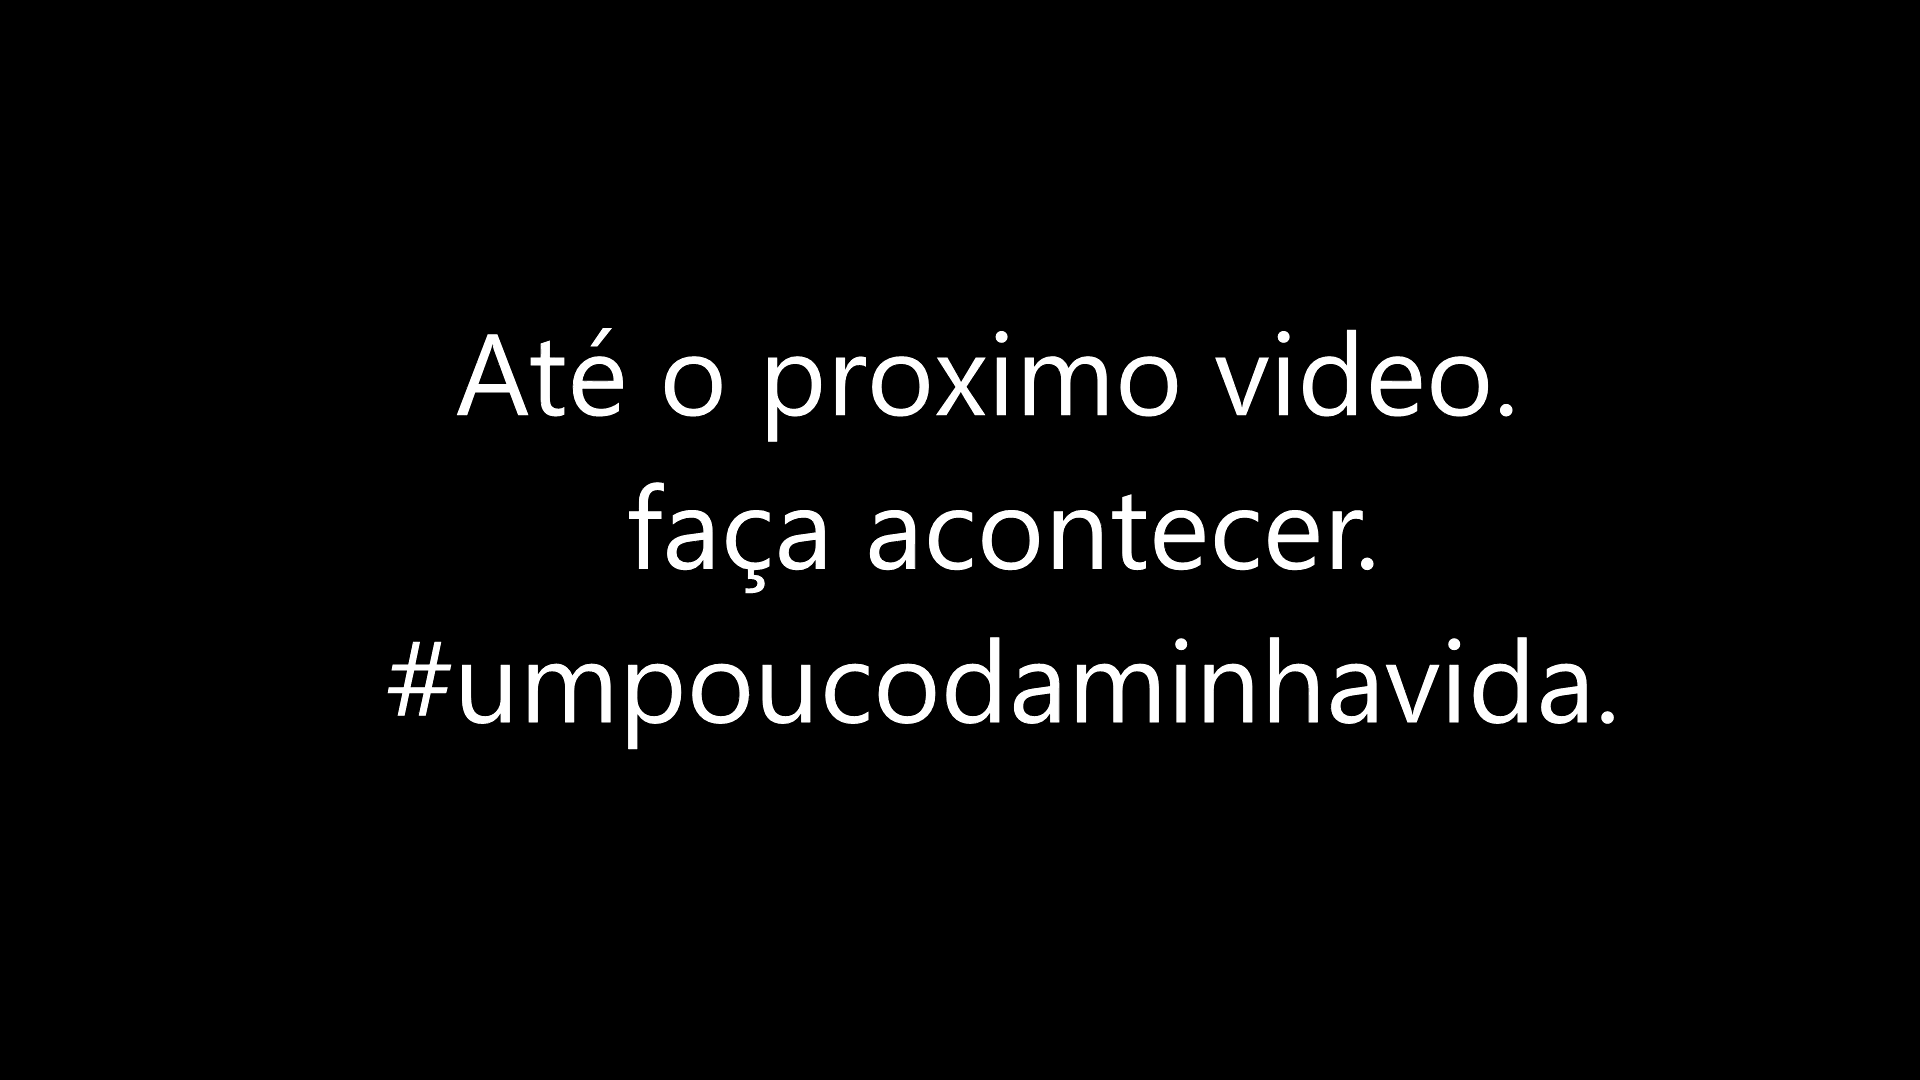 Até o proximo video.
faça acontecer.
#umpoucodaminhavida.